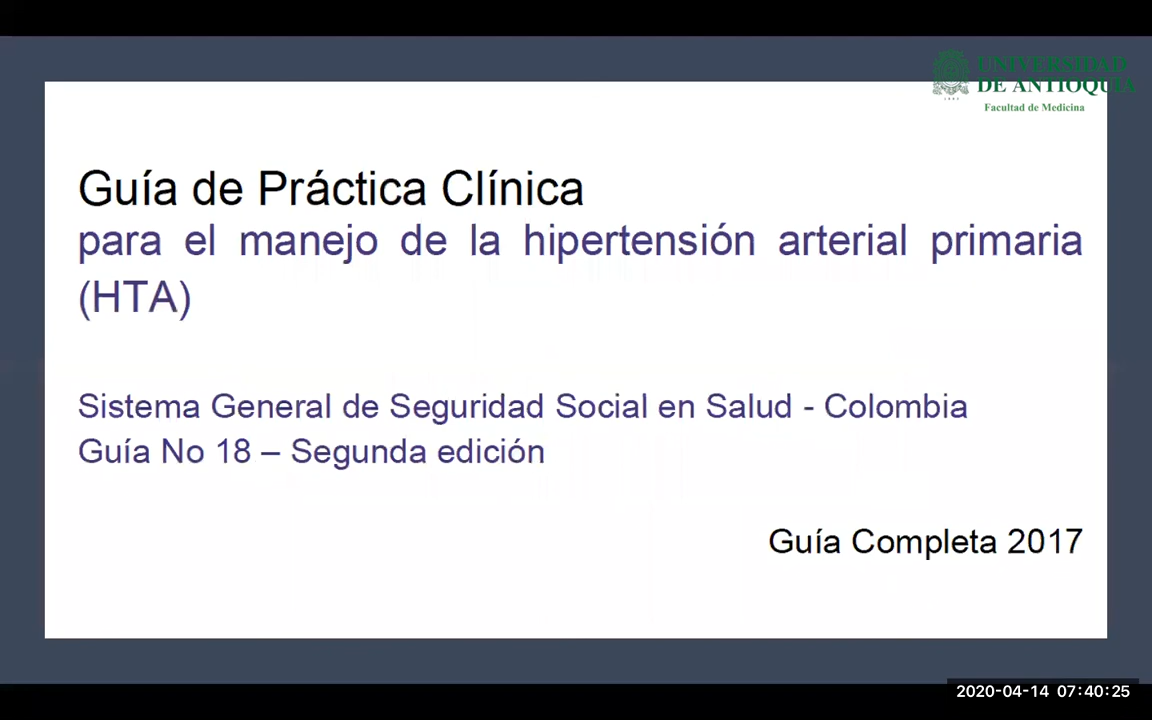 UNIVERSIDAD
DE ANTIOQUIA
1803
Facultad de Medicina
Guía de Práctica Clínica
para el manejo de la hipertensión arterial primaria
(HTA)
Sistema General de Seguridad Social en Salud - Colombia
Guía No 18 – Segunda edición
Guía Completa 2017
2020-04-14 07:40:25